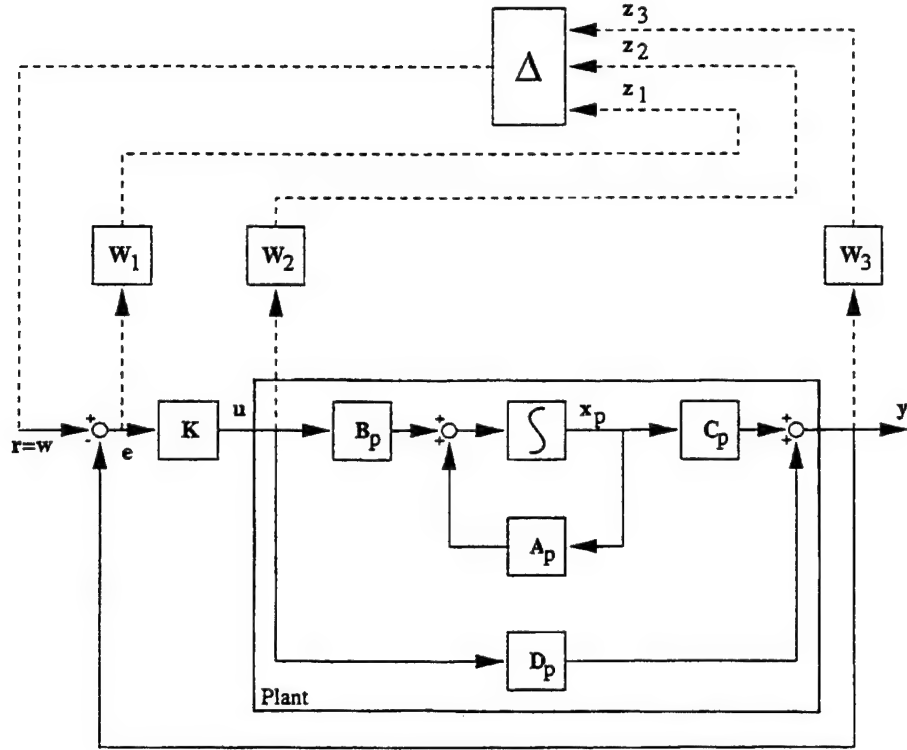 z3
z2
Δ
z1
W1
W2
W3
+
-
r=w
e
K
u
Bp
+
+
∫
xp
Cp
+
+
y
Ap
Dp
Plant